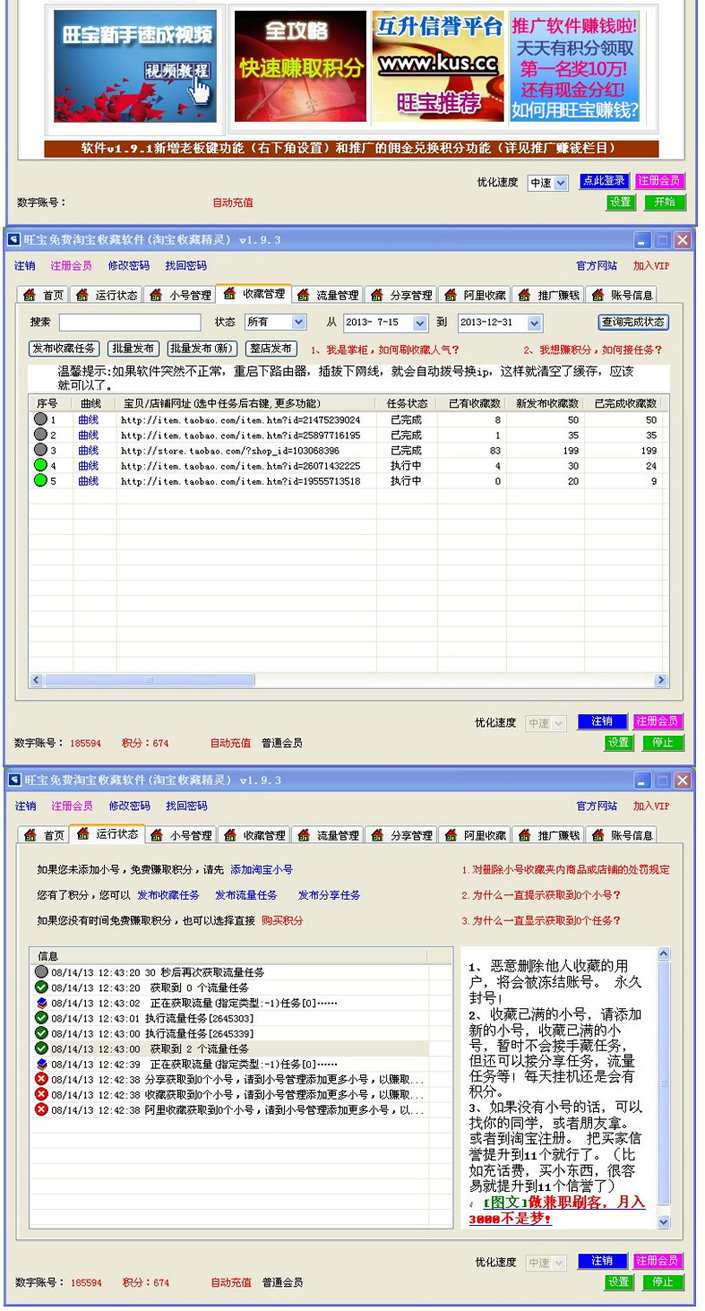 旺宝新手速成视频
视频教程
全攻略
快速赚取积分
互升信誉平台
www.kus.cc
旺宝推荐
推广软件赚钱啦!
天天有积分领取
第一名奖10万!
还有现金分红!
如何用旺宝赚钱?
软件v1.9.1新增老板键功能(右下角设置)和推广的佣金兑换积分功能(详见推广赚钱栏目)
优化速度 中速 点此登录 注册会员
数字账号: 自动充值 设置 开始
旺宝免费淘宝收藏软件(淘宝收藏精灵) v1.9.3
注销 注册会员 修改密码 找回密码 官方网站 加入VIP
首页 运行状态 小号管理 收藏管理 流量管理 分享管理 阿里收藏 推广赚钱 账号信息
搜索 状态 所有 从 2013- 7-15 到 2013-12-31 查询完成状态
发布收藏任务 批量发布 批量发布(新) 整店发布 1、我是掌柜,如何刷收藏人气? 2、我想赚积分,如何接任务?
温馨提示:如果软件突然不正常,重启下路由器,插拔下网线,就会自动拨号换ip,这样就清空了缓存,应该
就可以了。
序号 曲线 宝贝/店铺网址(选中任务后右键,更多功能) 任务状态 已有收藏数 新发布收藏数 已完成收藏数
1 曲线 http://item.taobao.com/item.htm?id=21475239024 已完成 8 50 50
2 曲线 http://item.taobao.com/item.htm?id=25897716195 已完成 1 35 35
3 曲线 http://store.taobao.com/?shop_id=103068396 已完成 83 199 199
4 曲线 http://item.taobao.com/item.htm?id=26071432225 执行中 4 30 24
5 曲线 http://item.taobao.com/item.htm?id=19555713518 执行中 0 20 9
优化速度 中速 注销 注册会员
数字账号: 185594 积分:674 自动充值 普通会员 设置 停止
旺宝免费淘宝收藏软件(淘宝收藏精灵) v1.9.3
注销 注册会员 修改密码 找回密码 官方网站 加入VIP
首页 运行状态 小号管理 收藏管理 流量管理 分享管理 阿里收藏 推广赚钱 账号信息
如果您未添加小号,免费赚取积分,请先 添加淘宝小号 1.对删除小号收藏夹内商品或店铺的处罚规定
您有了积分,您可以 发布收藏任务 发布流量任务 发布分享任务 2.为什么一直提示获取到0个小号?
如果您没有时间免费赚取积分,也可以选择直接 购买积分 3.为什么一直显示获取到0个任务?
信息
08/14/13 12:43:20 30 秒后再次获取流量任务
08/14/13 12:43:20 获取到 0 个流量任务
08/14/13 12:43:02 正在获取流量(指定类型:-1)任务[0]······
08/14/13 12:43:01 执行流量任务[2645303]
08/14/13 12:43:00 执行流量任务[2645339]
08/14/13 12:43:00 获取到 2 个流量任务
08/14/13 12:42:39 正在获取流量(指定类型:-1)任务[0]······
08/14/13 12:42:38 分享获取到0个小号,请到小号管理添加更多小号,以赚取...
08/14/13 12:42:38 收藏获取到0个小号,请到小号管理添加更多小号,以赚取...
08/14/13 12:42:38 阿里收藏获取到0个小号,请到小号管理添加更多小号,以...
1、恶意删除他人收藏的用
户,将会被冻结账号。 永久
封号!
2、收藏已满的小号,请添加
新的小号,收藏已满的小
号,暂时不会接手藏任务,
但还可以接分享任务,流量
任务等! 每天挂机还是会有
积分。
3、如果没有小号的话,可以
找你的同学,或者朋友拿。
或者到淘宝注册。 把买家信
誉提升到11个就行了。(比
如充话费,买小东西,很容
易就提升到11个信誉了)
[图文]做兼职刷客,月入
3000不是梦!
优化速度 中速 注销 注册会员
数字账号: 185594 积分:674 自动充值 普通会员 设置 停止